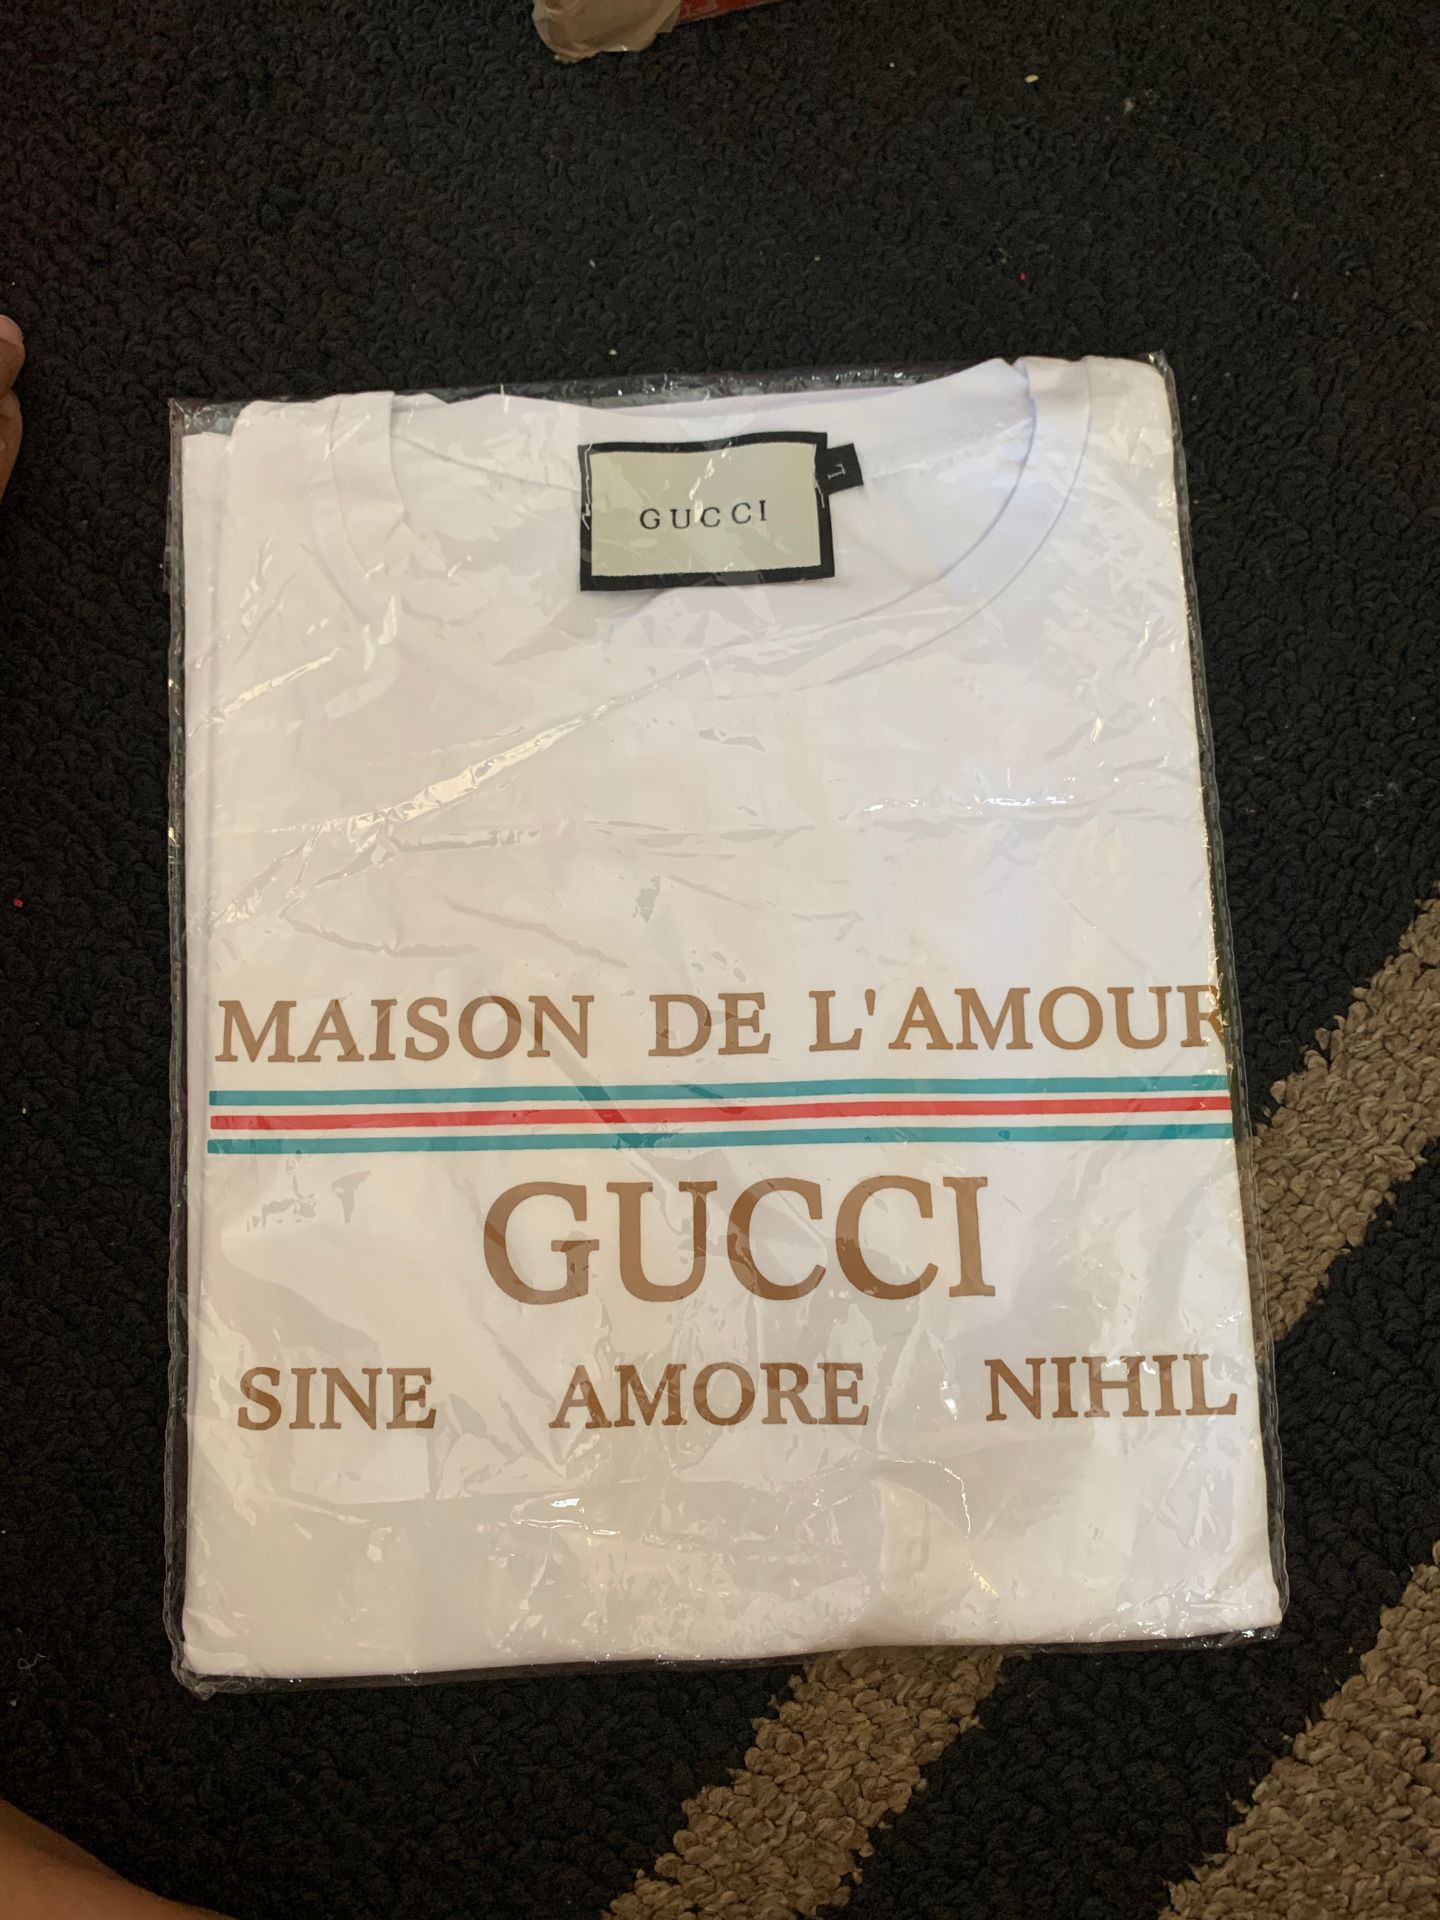 GUCCI
L
MAISON DE L'AMOUR
GUCCI
SINE AMORE NIHIL